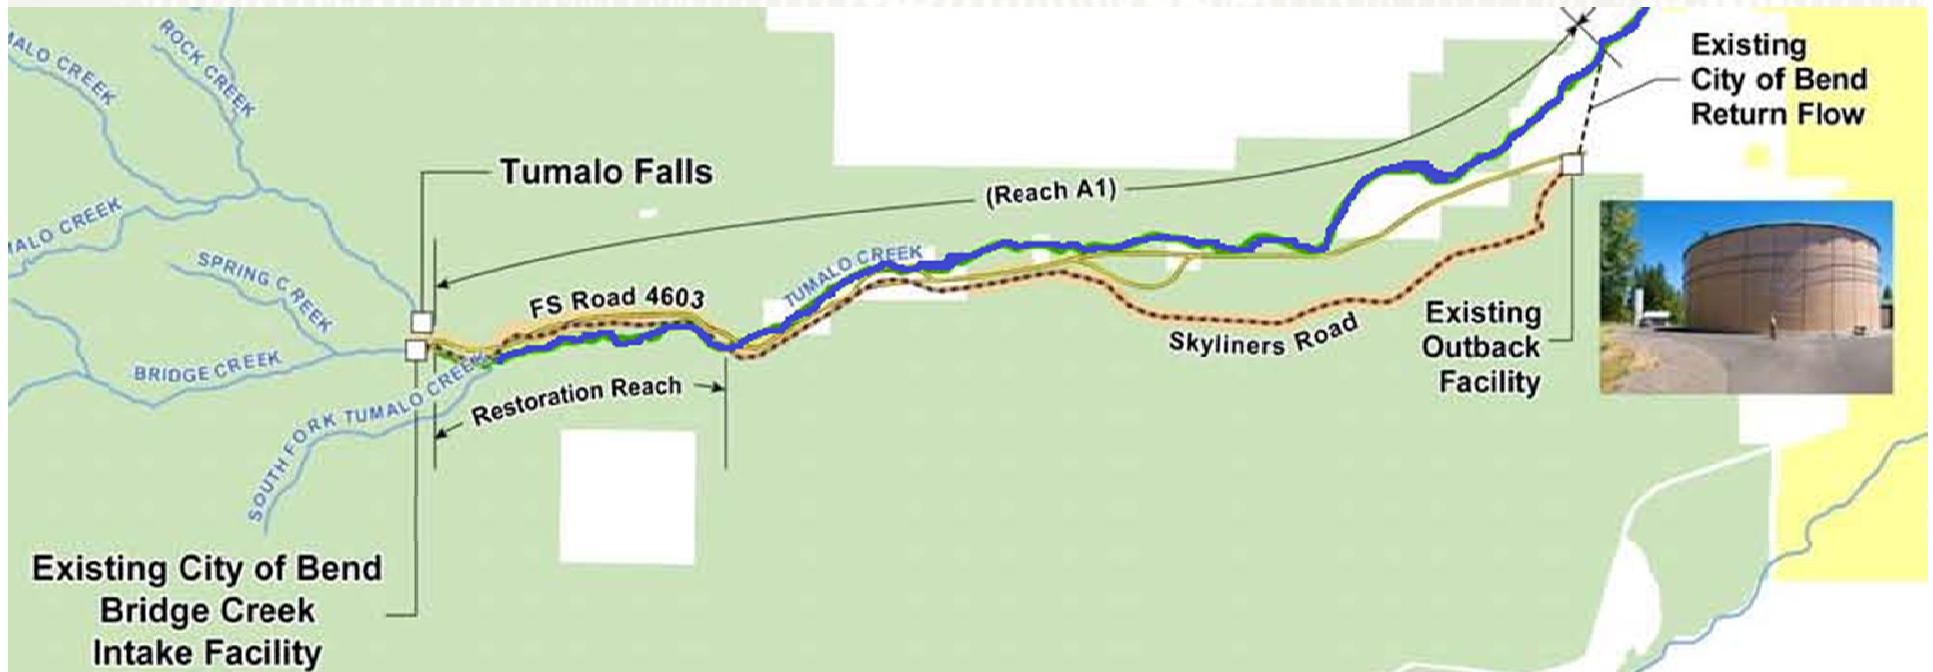 ROCK CREEK
ALO CREEK
Existing
City of Bend
Return Flow
Tumalo Falls
(Reach A1)
ALO CREEK
SPRING CREEK
TUMALO CREEK
FS Road 4603
BRIDGE CREEK
Skyliners Road
Existing
Outback
Facility
Restoration Reach
SOUTH FORK TUMALO CREEK
Existing City of Bend
Bridge Creek
Intake Facility